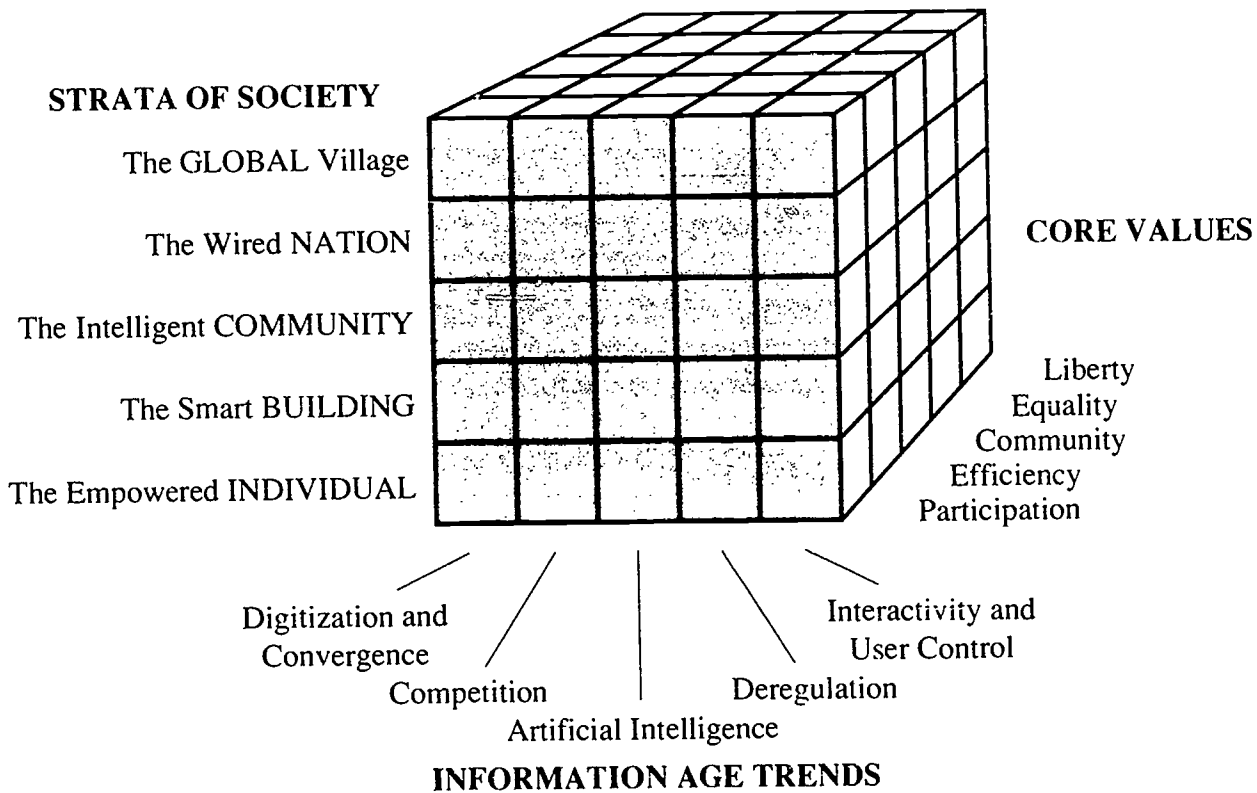 STRATA OF SOCIETY
The GLOBAL Village
The Wired NATION
The Intelligent COMMUNITY
The Smart BUILDING
The Empowered INDIVIDUAL
CORE VALUES
Liberty
Equality
Community
Efficiency
Participation
Digitization and
Convergence
Competition
Artificial Intelligence
Deregulation
Interactivity and
User Control
INFORMATION AGE TRENDS